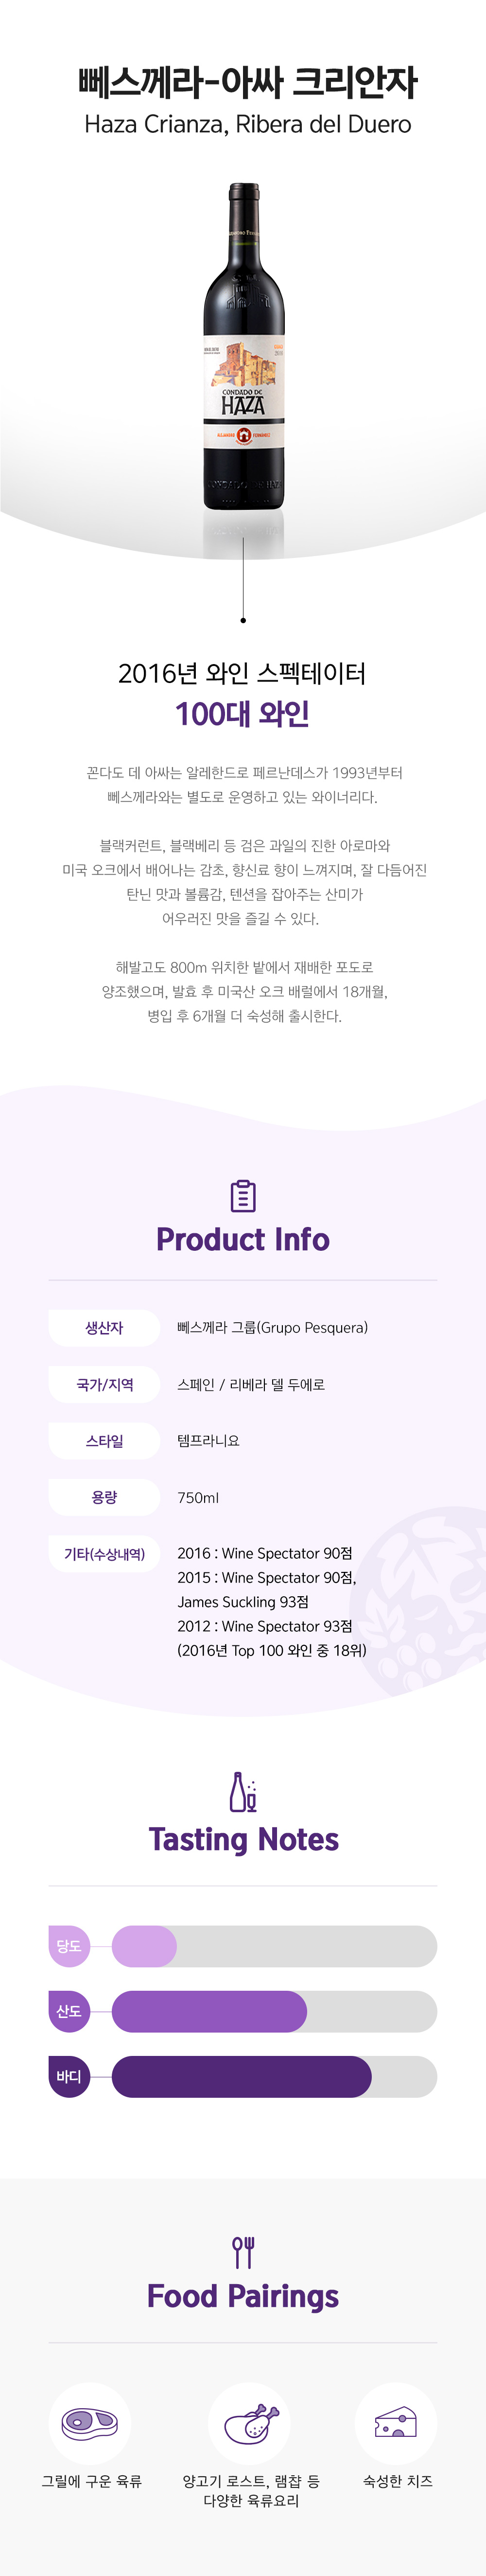 뻬스께라-아싸 크리안자
Haza Crianza, Ribera del Duero
CONDADO DE
HAZA
ALEJANDRO FERNÁNDEZ
CONDADO DE HAZA
2016년 와인 스펙테이터
100대 와인
꼰다도 데 아싸는 알레한드로 페르난데스가 1993년부터
뻬스께라와는 별도로 운영하고 있는 와이너리다.
블랙커런트, 블랙베리 등 검은 과일의 진한 아로마와
미국 오크에서 배어나는 감초, 향신료 향이 느껴지며, 잘 다듬어진
탄닌 맛과 볼륨감, 텐션을 잡아주는 산미가
어우러진 맛을 즐길 수 있다.
해발고도 800m 위치한 밭에서 재배한 포도로
양조했으며, 발효 후 미국산 오크 배럴에서 18개월,
병입 후 6개월 더 숙성해 출시한다.
Product Info
생산자 뻬스께라 그룹(Grupo Pesquera)
국가/지역 스페인 / 리베라 델 두에로
스타일 템프라니요
용량 750ml
기타(수상내역) 2016 : Wine Spectator 90점
2015 : Wine Spectator 90점,
James Suckling 93점
2012 : Wine Spectator 93점
(2016년 Top 100 와인 중 18위)
Tasting Notes
당도
산도
바디
Food Pairings
그릴에 구운 육류
양고기 로스트, 램찹 등
다양한 육류요리
숙성한 치즈